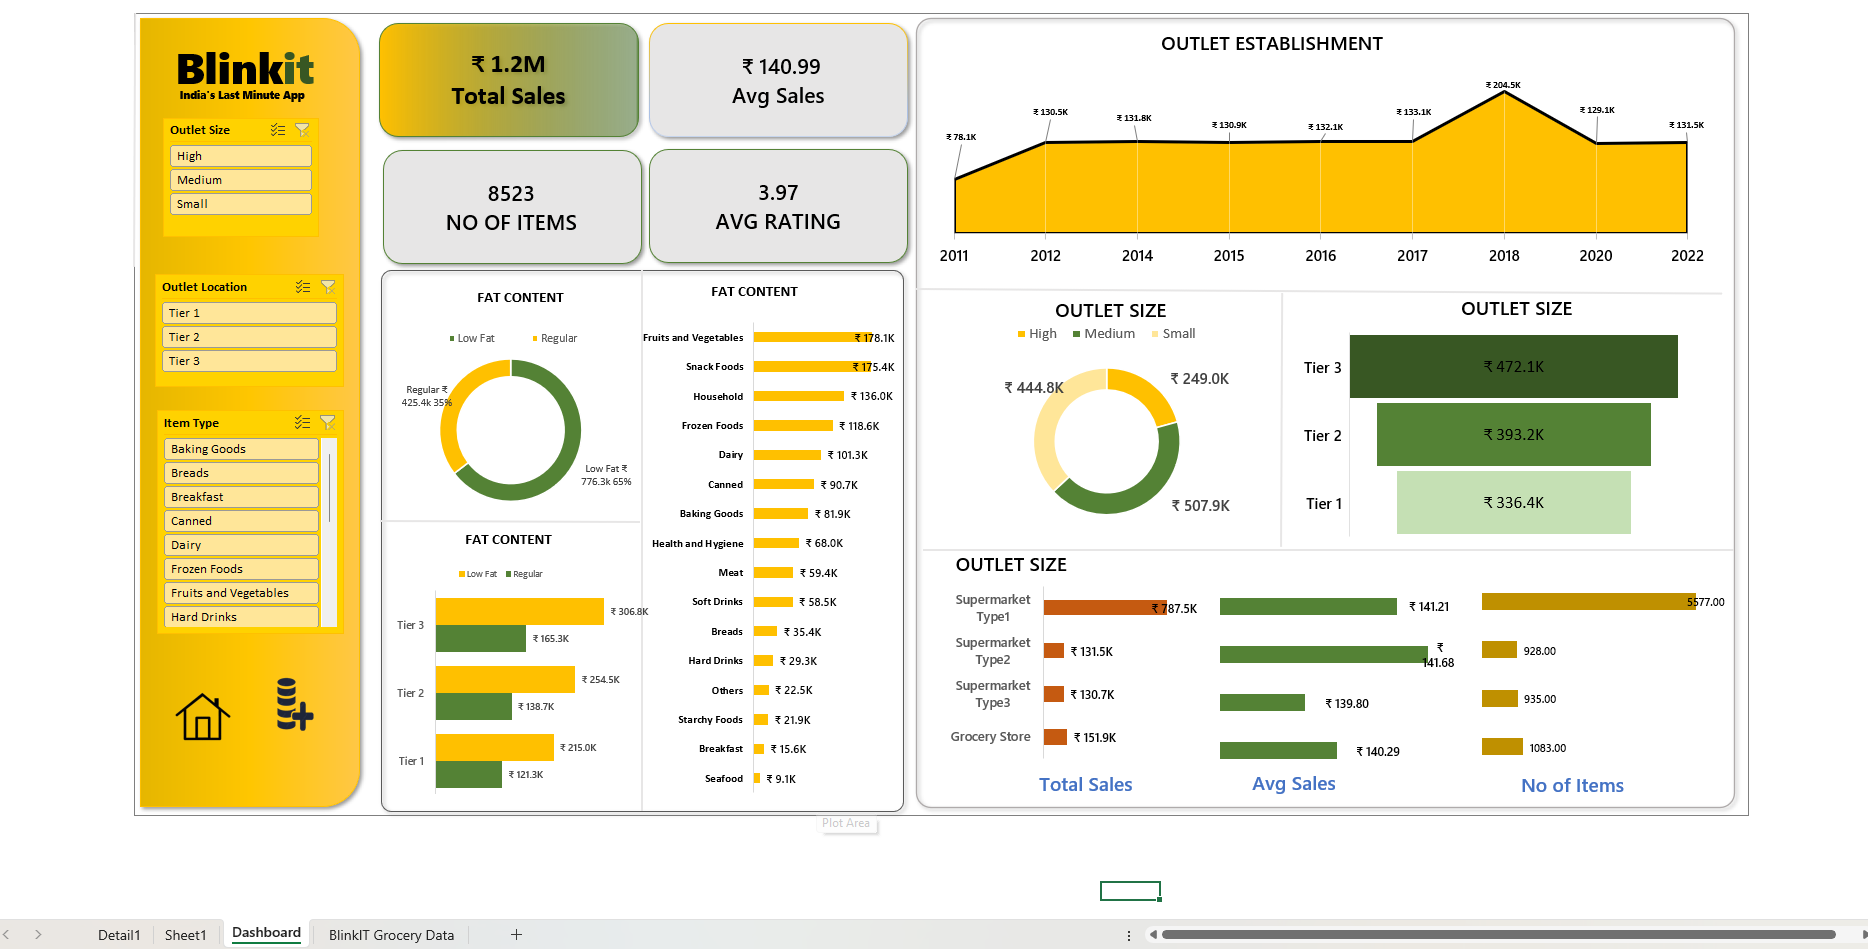 Blinkit
India's Last Minute App
Outlet Size
High
Medium
Small
Outlet Location
Tier 1
Tier 2
Tier 3
Item Type
Baking Goods
Breads
Breakfast
Canned
Dairy
Frozen Foods
Fruits and Vegetables
Hard Drinks
₹ 1.2M
Total Sales
₹ 140.99
Avg Sales
8523
NO OF ITEMS
3.97
AVG RATING
FAT CONTENT
Low Fat
Regular
Regular ₹
425.4k 35%
Low Fat ₹
776.3k 65%
FAT CONTENT
Low Fat
Regular
Tier 3
₹ 306.8K
₹ 165.3K
Tier 2
₹ 254.5K
₹ 138.7K
Tier 1
₹ 215.0K
₹ 121.3K
FAT CONTENT
Fruits and Vegetables ₹ 178.1K
Snack Foods ₹ 175.4K
Household ₹ 136.0K
Frozen Foods ₹ 118.6K
Dairy ₹ 101.3K
Canned ₹ 90.7K
Baking Goods ₹ 81.9K
Health and Hygiene ₹ 68.0K
Meat ₹ 59.4K
Soft Drinks ₹ 58.5K
Breads ₹ 35.4K
Hard Drinks ₹ 29.3K
Others ₹ 22.5K
Starchy Foods ₹ 21.9K
Breakfast ₹ 15.6K
Seafood ₹ 9.1K
OUTLET ESTABLISHMENT
₹ 78.1K
₹ 130.5K
₹ 131.8K
₹ 130.9K
₹ 132.1K
₹ 133.1K
₹ 204.5K
₹ 129.1K
₹ 131.5K
2011 2012 2014 2015 2016 2017 2018 2020 2022
OUTLET SIZE
High Medium Small
₹ 444.8K
₹ 249.0K
₹ 507.9K
OUTLET SIZE
Tier 3 ₹ 472.1K
Tier 2 ₹ 393.2K
Tier 1 ₹ 336.4K
OUTLET SIZE
Supermarket
Type1
₹ 787.5K
₹ 141.21
5577.00
Supermarket
Type2
₹ 131.5K
₹
141.68
928.00
Supermarket
Type3
₹ 130.7K
₹ 139.80
935.00
Grocery Store
₹ 151.9K
₹ 140.29
1083.00
Total Sales
Avg Sales
No of Items
Plot Area
Detail1
Sheet1
Dashboard
BlinkIT Grocery Data